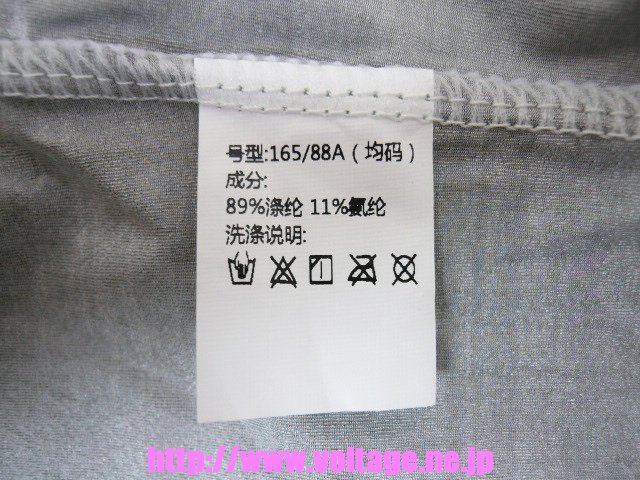 号型:165/88A（均码）
成分:
89%涤纶 11%氨纶
洗涤说明:
http://www.voltage.ne.jp